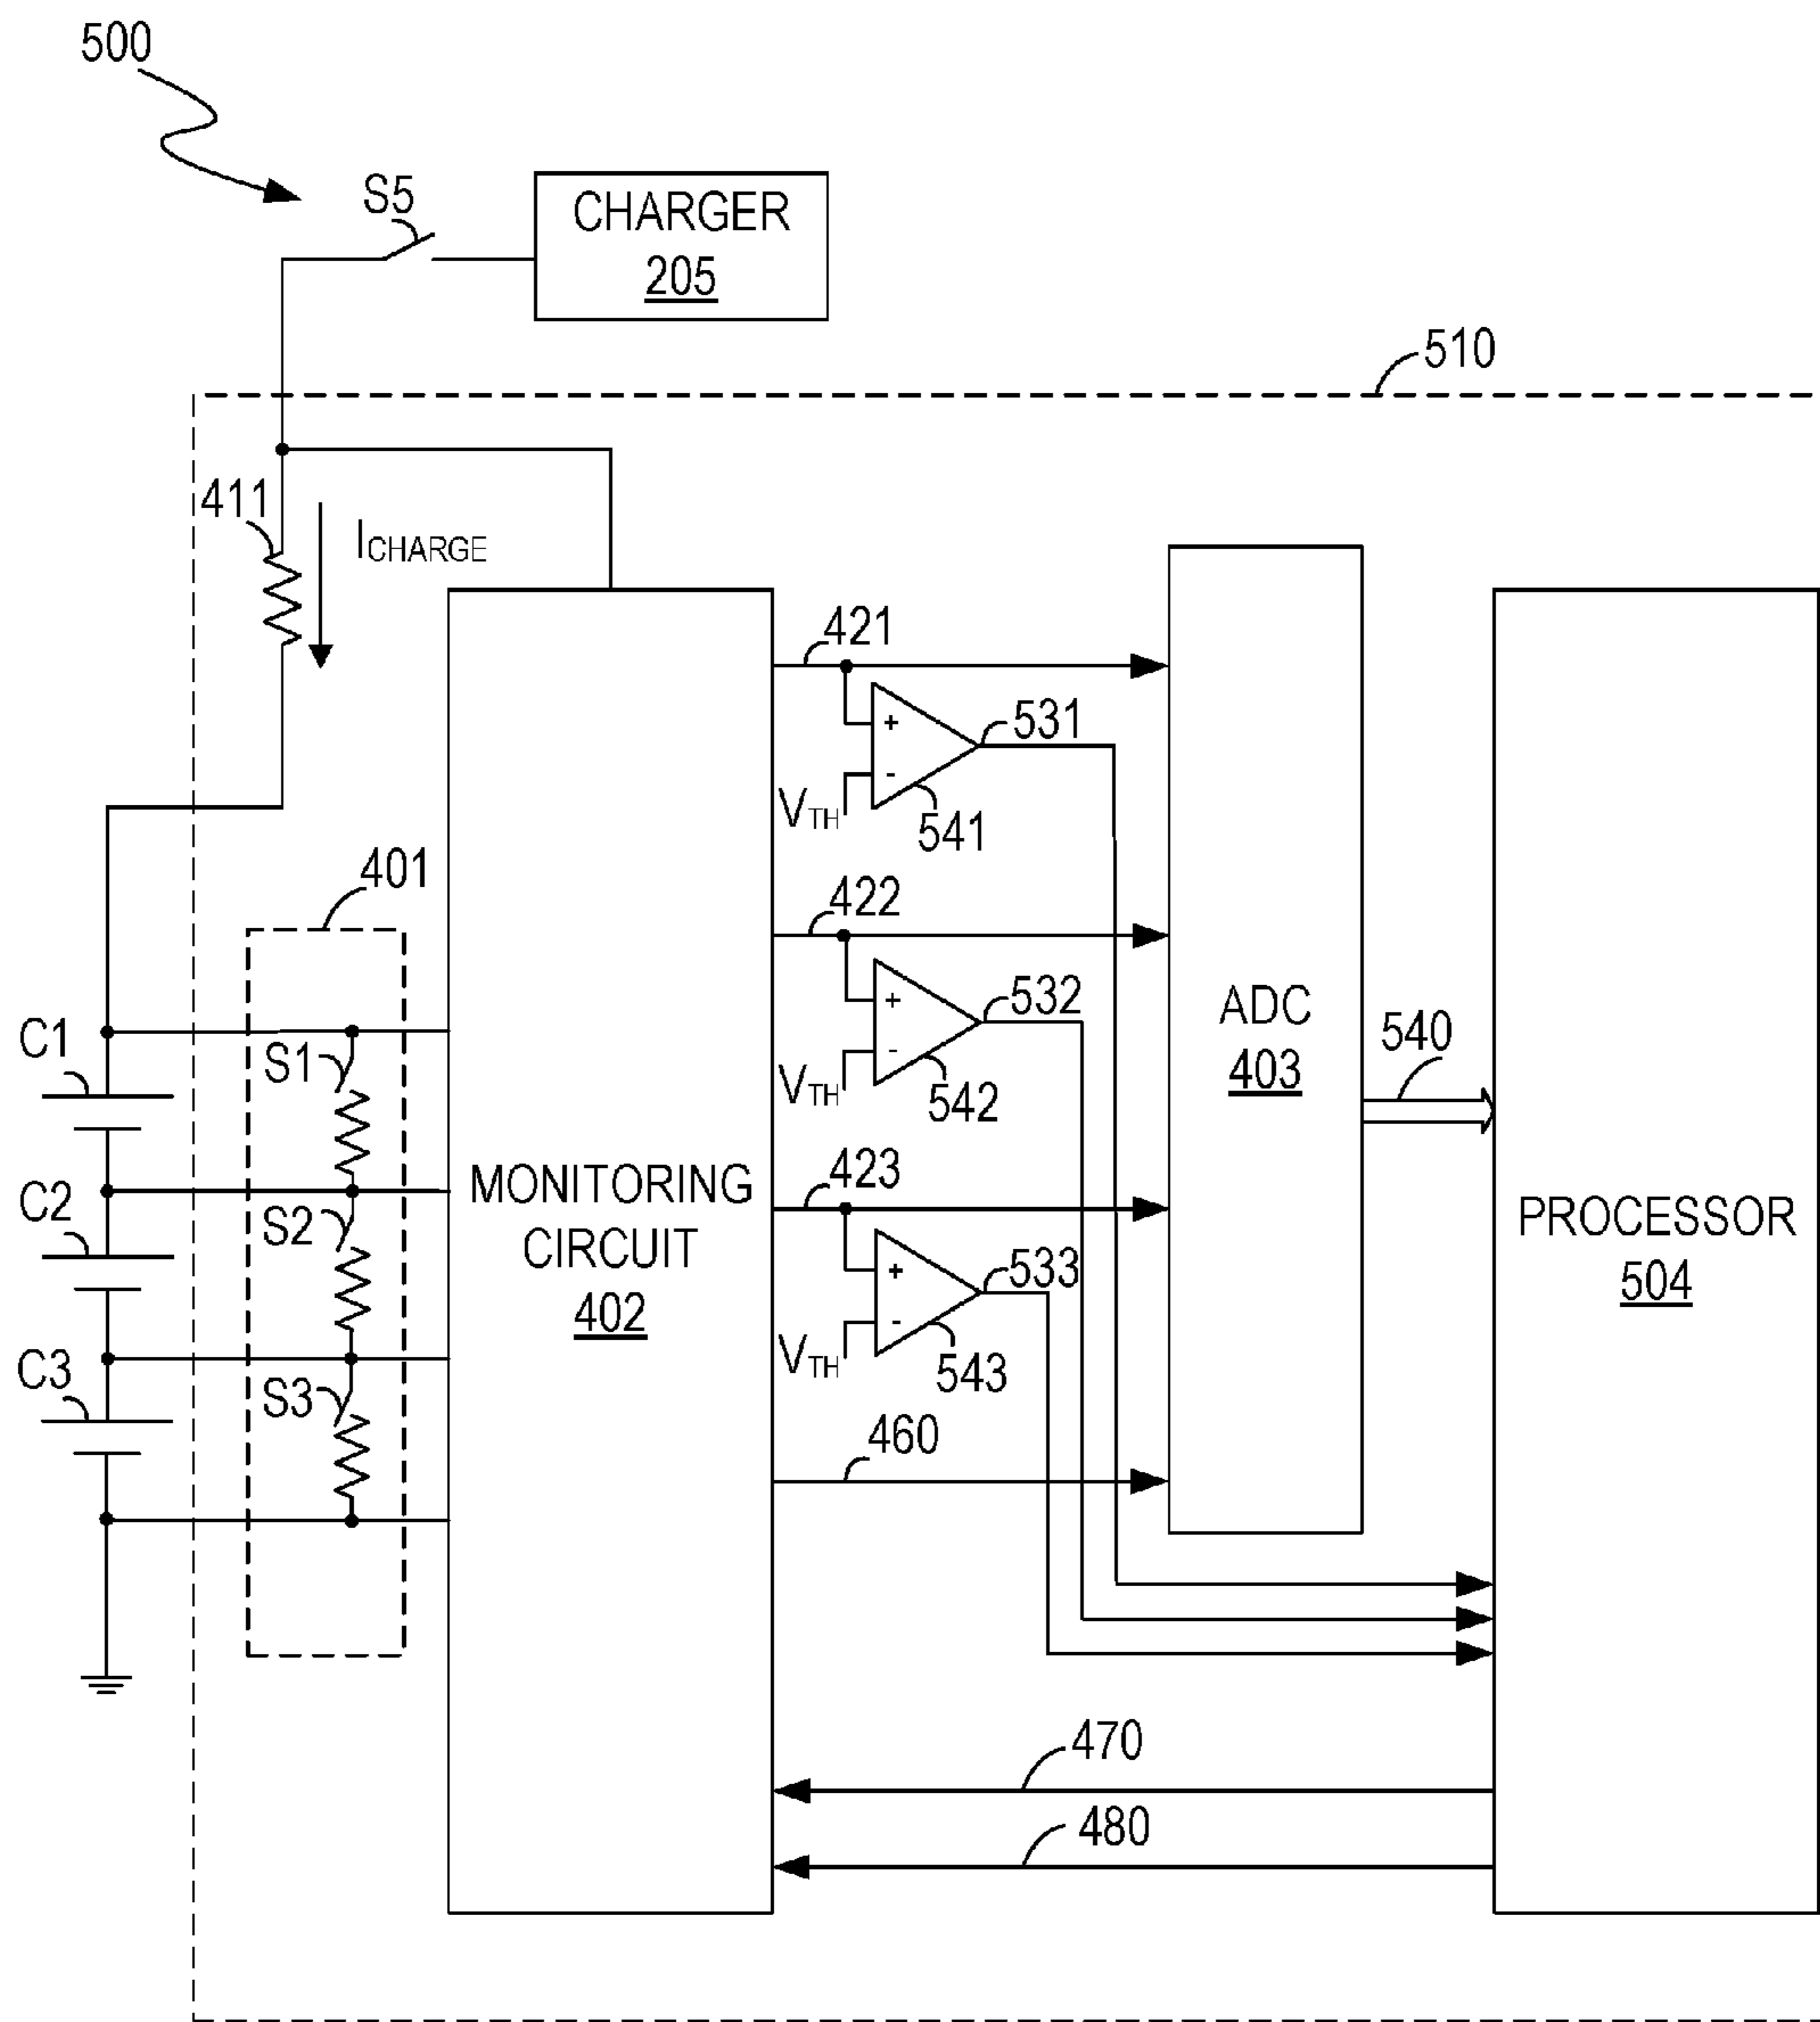 500
S5
CHARGER
205
510
411
ICHARGE
421
+
-
531
VTH
541
401
422
+
-
532
VTH
542
ADC
403
540
C1
S1
MONITORING
CIRCUIT
402
423
+
-
533
VTH
543
C2
S2
PROCESSOR
504
C3
S3
460
470
480